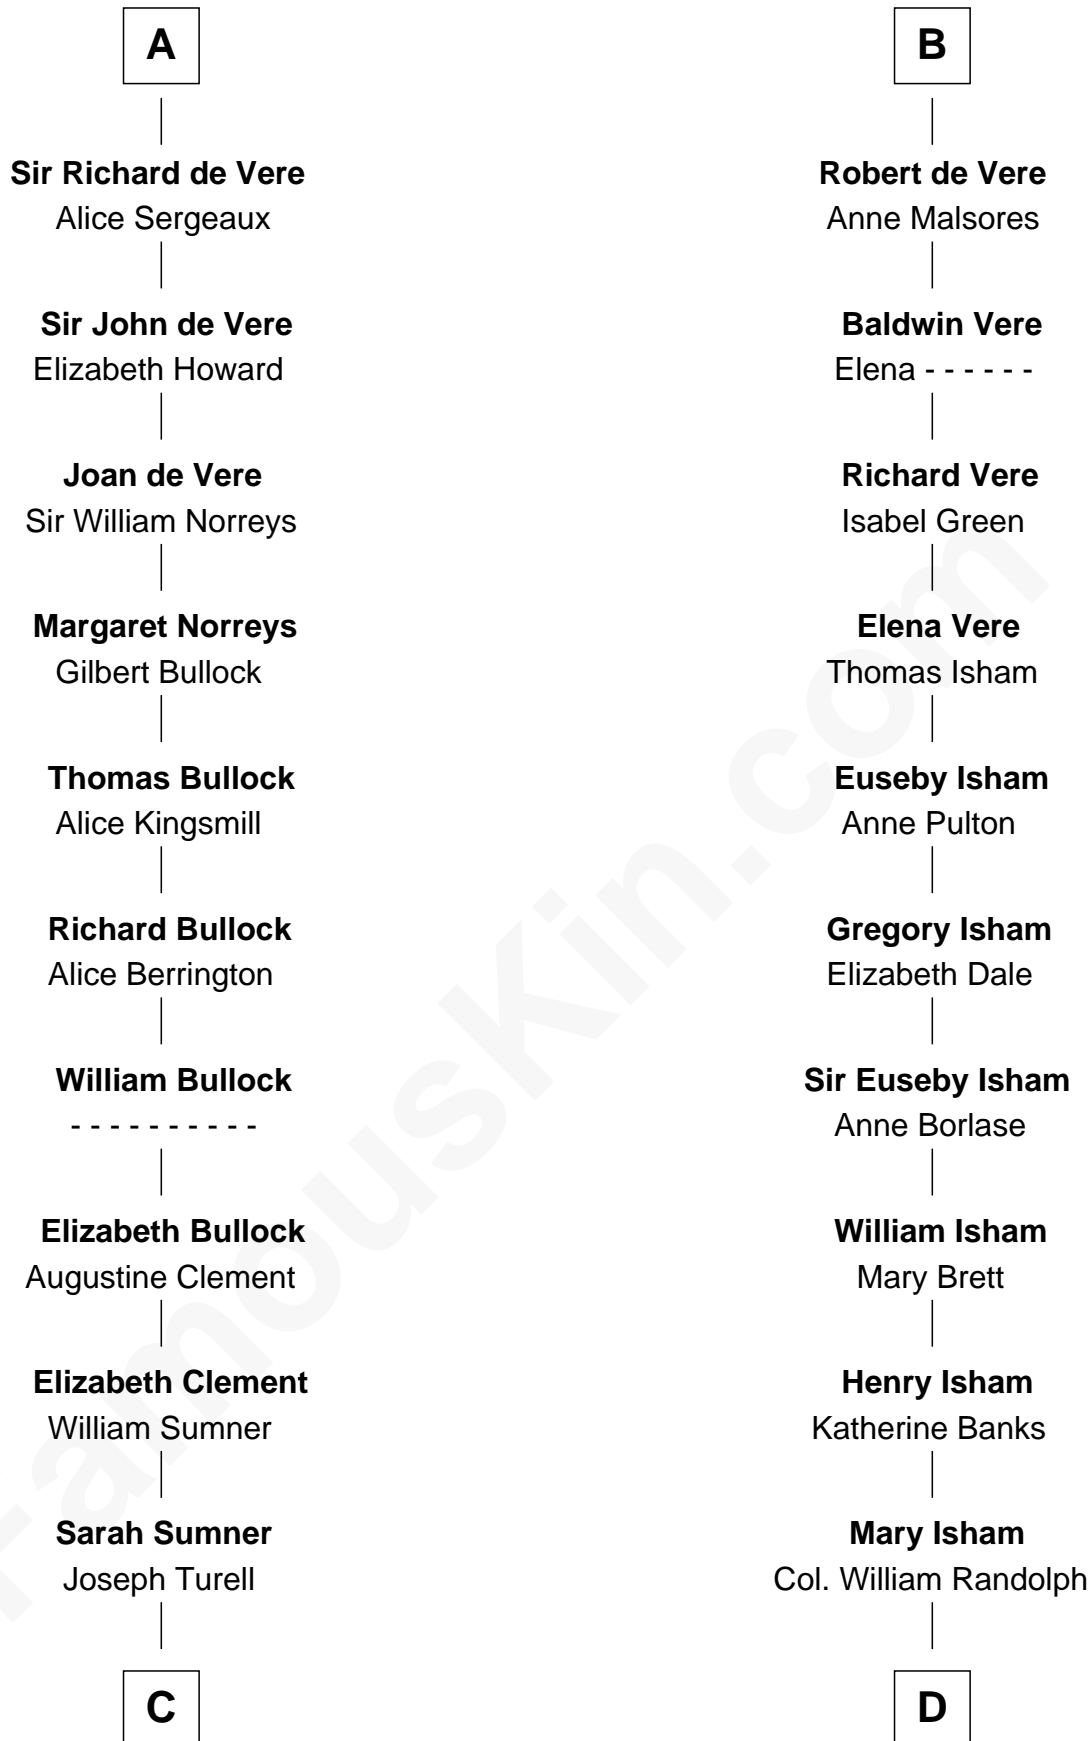 A
Sir Richard de Vere
Alice Sergeaux
Sir John de Vere
Elizabeth Howard
Joan de Vere
Sir William Norreys
Margaret Norreys
Gilbert Bullock
Thomas Bullock
Alice Kingsmill
Richard Bullock
Alice Berrington
William Bullock
- - - - - - - - - -
Elizabeth Bullock
Augustine Clement
Elizabeth Clement
William Sumner
Sarah Sumner
Joseph Turell
C
B
Robert de Vere
Anne Malsores
Baldwin Vere
Elena - - - - - -
Richard Vere
Isabel Green
Elena Vere
Thomas Isham
Euseby Isham
Anne Pulton
Gregory Isham
Elizabeth Dale
Sir Euseby Isham
Anne Borlase
William Isham
Mary Brett
Henry Isham
Katherine Banks
Mary Isham
Col. William Randolph
D
FamousKin.com